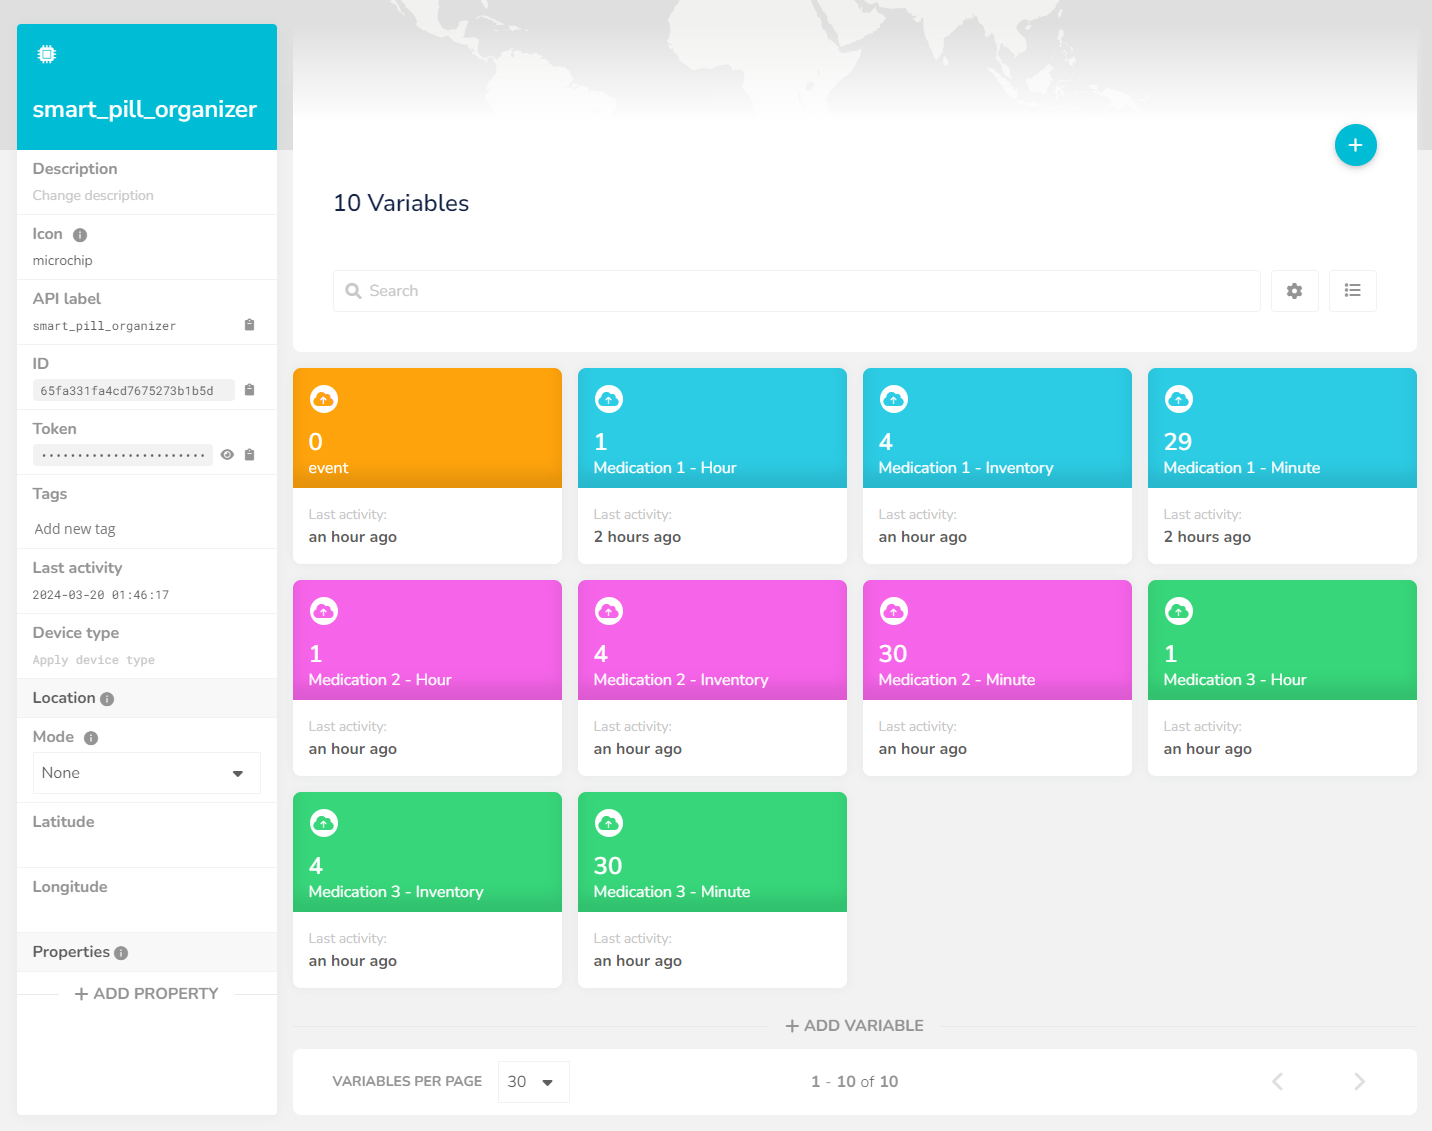 smart_pill_organizer
Description
Change description
Icon
microchip
API label
smart_pill_organizer
ID
65fa331fa4cd7675273b1b5d
Token
••••••••••••••••••••••••
Tags
Add new tag
Last activity
2024-03-20 01:46:17
Device type
Apply device type
Location
Mode
None
Latitude
Longitude
Properties
+ ADD PROPERTY
10 Variables
Search
0
event
Last activity:
an hour ago
1
Medication 1 - Hour
Last activity:
2 hours ago
4
Medication 1 - Inventory
Last activity:
an hour ago
29
Medication 1 - Minute
Last activity:
2 hours ago
1
Medication 2 - Hour
Last activity:
an hour ago
4
Medication 2 - Inventory
Last activity:
an hour ago
30
Medication 2 - Minute
Last activity:
an hour ago
1
Medication 3 - Hour
Last activity:
an hour ago
4
Medication 3 - Inventory
Last activity:
an hour ago
30
Medication 3 - Minute
Last activity:
an hour ago
+ ADD VARIABLE
VARIABLES PER PAGE 30
1 - 10 of 10